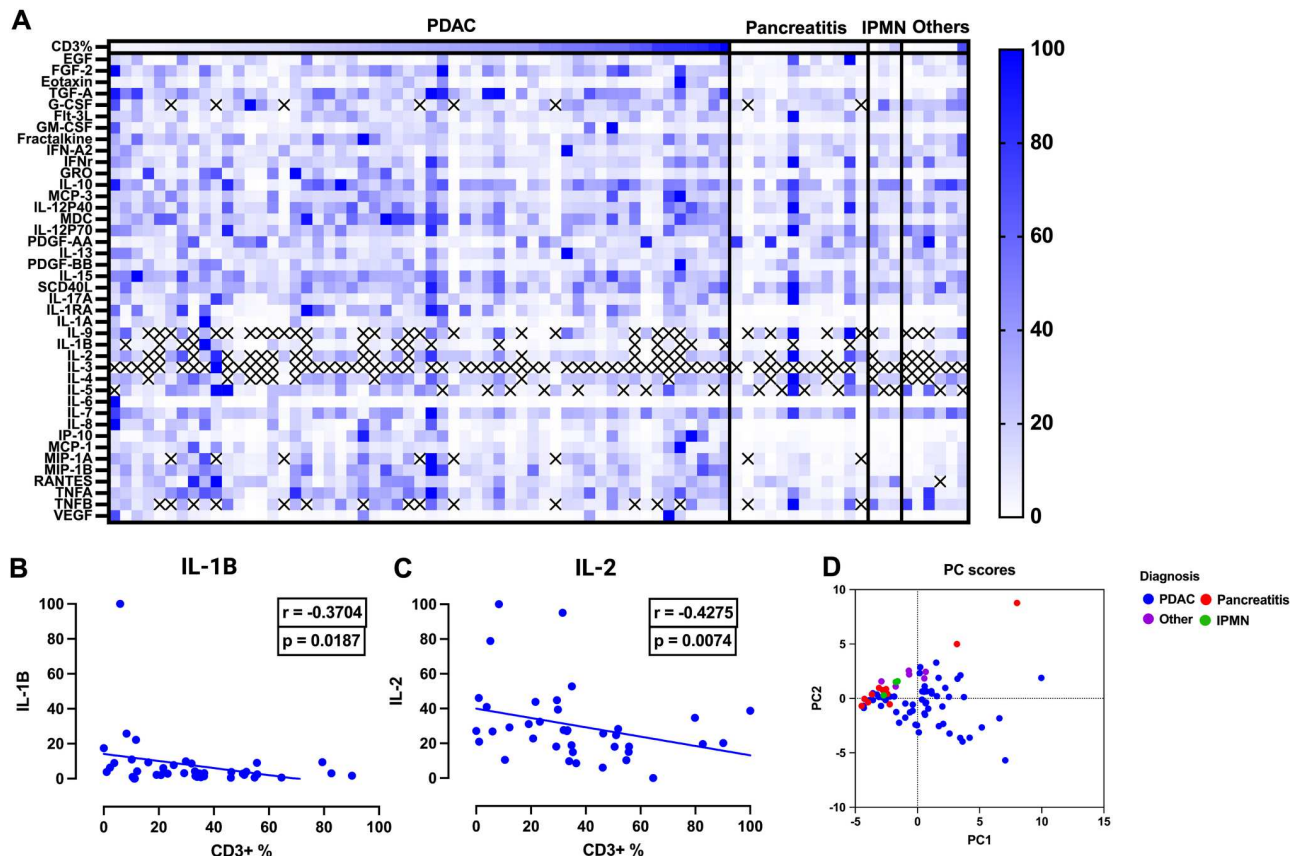 A
PDAC
Pancreatitis
IPMN
Others
CD3%
EGF
FGF-2
Eotaxin
TGF-A
G-CSF
Flt-3L
GM-CSF
Fractalkine
IFN-A2
IFNr
GRO
IL-10
MCP-3
IL-12P40
MDC
IL-12P70
PDGF-AA
IL-13
PDGF-BB
IL-15
SCD40L
IL-17A
IL-1RA
IL-1A
IL-9
IL-1B
IL-2
IL-3
IL-4
IL-5
IL-6
IL-7
IL-8
IP-10
MCP-1
MIP-1A
MIP-1B
RANTES
TNFA
TNFB
VEGF
100
80
60
40
20
0
B
IL-1B
r = -0.3704
p = 0.0187
IL-1B
100
80
60
40
20
0
0 20 40 60 80 100
CD3+ %
C
IL-2
r = -0.4275
p = 0.0074
IL-2
100
80
60
40
20
0
0 20 40 60 80 100
CD3+ %
D
PC scores
PC2
10
5
0
-5
-10
-5 0 5 10 15
PC1
Diagnosis
PDAC
Pancreatitis
Other
IPMN